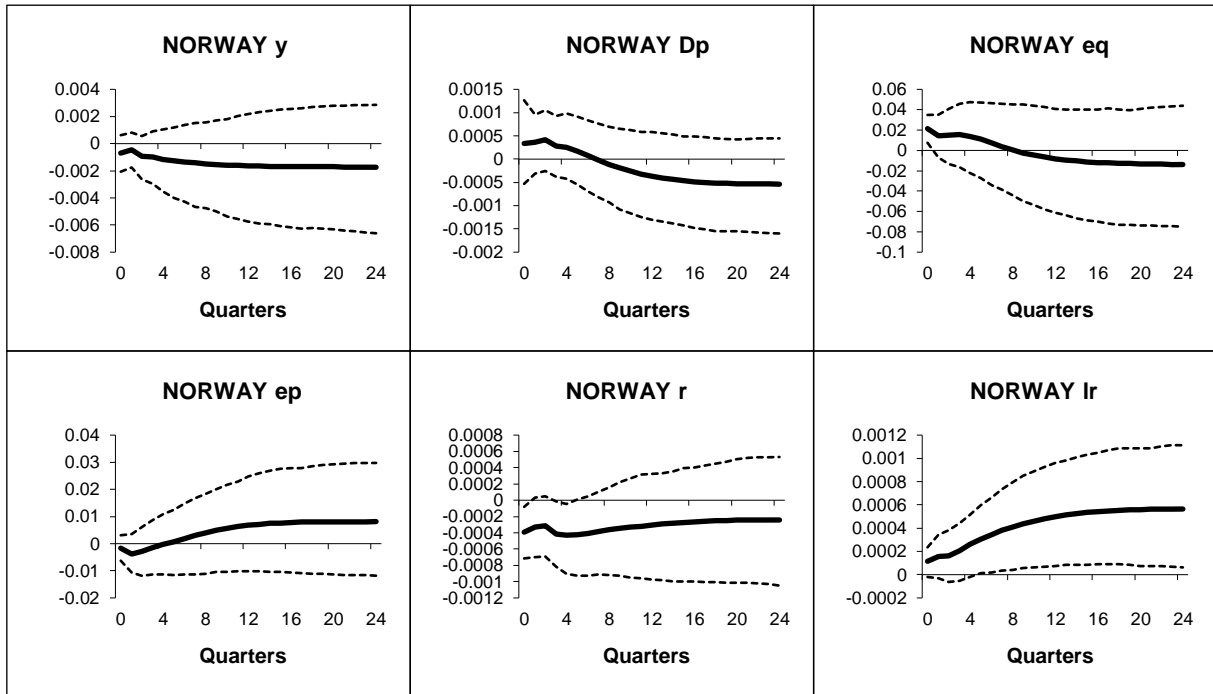 NORWAY y
0.004
0.002
0
-0.002
-0.004
-0.006
-0.008
0 4 8 12 16 20 24
Quarters
NORWAY Dp
0.0015
0.001
0.0005
0
-0.0005
-0.001
-0.0015
-0.002
0 4 8 12 16 20 24
Quarters
NORWAY eq
0.06
0.04
0.02
0
-0.02
-0.04
-0.06
-0.08
-0.1
0 4 8 12 16 20 24
Quarters
NORWAY ep
0.04
0.03
0.02
0.01
0
-0.01
-0.02
0 4 8 12 16 20 24
Quarters
NORWAY r
0.0008
0.0006
0.0004
0.0002
0
-0.0002
-0.0004
-0.0006
-0.0008
-0.001
-0.0012
0 4 8 12 16 20 24
Quarters
NORWAY lr
0.0012
0.001
0.0008
0.0006
0.0004
0.0002
0
-0.0002
0 4 8 12 16 20 24
Quarters